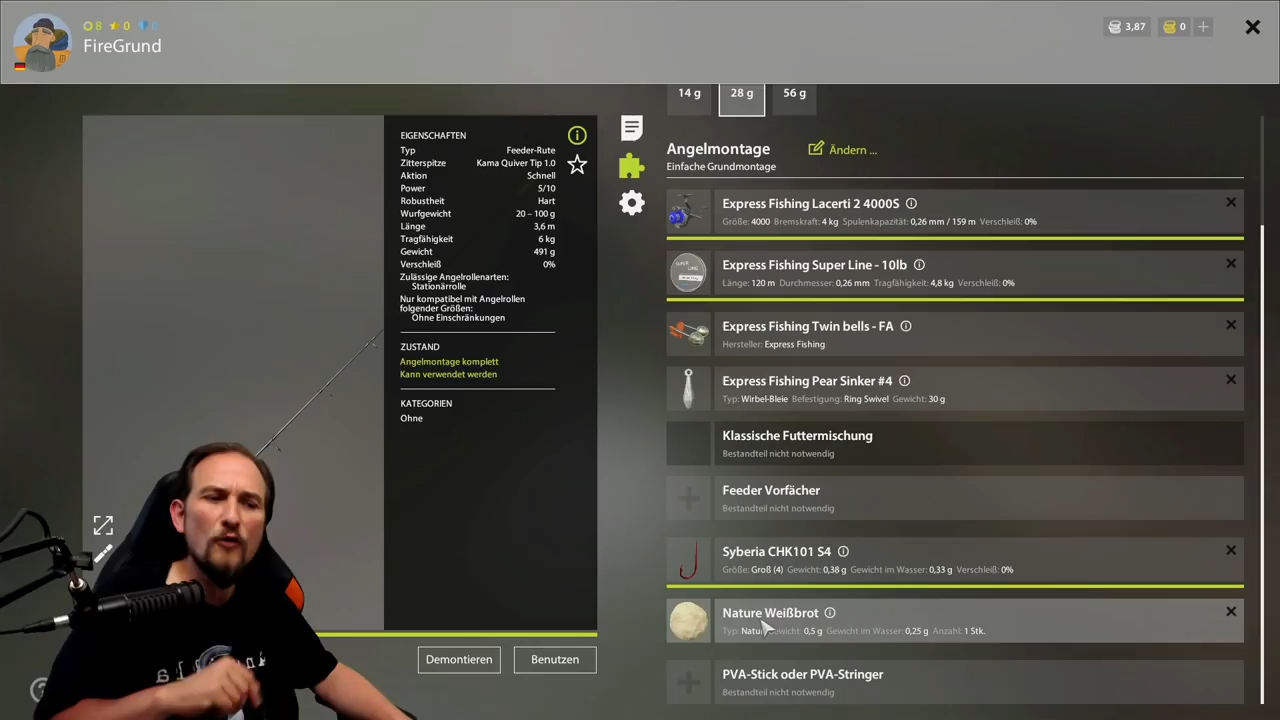 8 0 0
FireGrund
3,87
0
14 g 28 g 56 g
EIGENSCHAFTEN
Typ Feeder-Rute
Zitterspitze Kama Quiver Tip 1.0
Aktion Schnell
Power 5/10
Robustheit Hart
Wurfgewicht 20 – 100 g
Länge 3,6 m
Tragfähigkeit 6 kg
Gewicht 491 g
Verschleiß 0%
Zulässige Angelrollenarten:
Stationärrolle
Nur kompatibel mit Angelrollen
folgender Größen:
Ohne Einschränkungen
ZUSTAND
Angelmontage komplett
Kann verwendet werden
KATEGORIEN
Ohne
Demontieren
Benutzen
Angelmontage
Ändern ...
Einfache Grundmontage
Express Fishing Lacerti 2 4000S
Größe: 4000 Bremskraft: 4 kg Spulenkapazität: 0,26 mm / 159 m Verschleiß: 0%
Express Fishing Super Line - 10lb
Länge: 120 m Durchmesser: 0,26 mm Tragfähigkeit: 4,8 kg Verschleiß: 0%
Express Fishing Twin bells - FA
Hersteller: Express Fishing
Express Fishing Pear Sinker #4
Typ: Wirbel-Bleie Befestigung: Ring Swivel Gewicht: 30 g
Klassische Futtermischung
Bestandteil nicht notwendig
Feeder Vorfächer
Bestandteil nicht notwendig
Syberia CHK101 S4
Größe: Groß (4) Gewicht: 0,38 g Gewicht im Wasser: 0,33 g Verschleiß: 0%
Nature Weißbrot
Typ: Natu Gewicht: 0,5 g Gewicht im Wasser: 0,25 g Anzahl: 1 Stk.
PVA-Stick oder PVA-Stringer
Bestandteil nicht notwendig